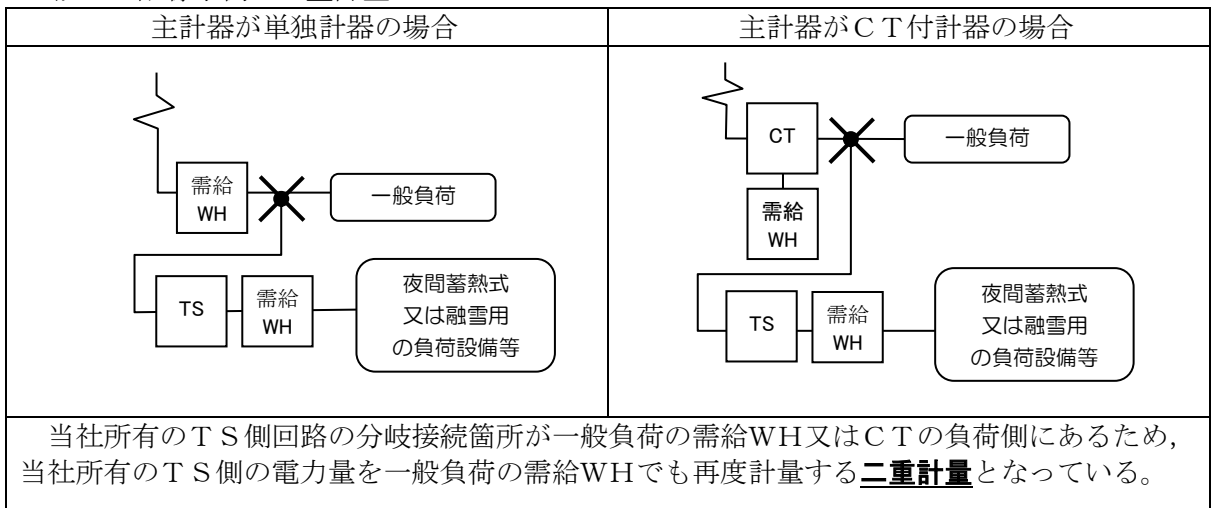 主計器が単独計器の場合
主計器がCT付計器の場合
需給
WH
一般負荷
TS
需給
WH
夜間蓄熱式
又は融雪用
の負荷設備等
CT
一般負荷
需給
WH
TS
需給
WH
夜間蓄熱式
又は融雪用
の負荷設備等
当社所有のTS側回路の分岐接続箇所が一般負荷の需給WH又はCTの負荷側にあるため,
当社所有のTS側の電力量を一般負荷の需給WHでも再度計量する二重計量となっている。